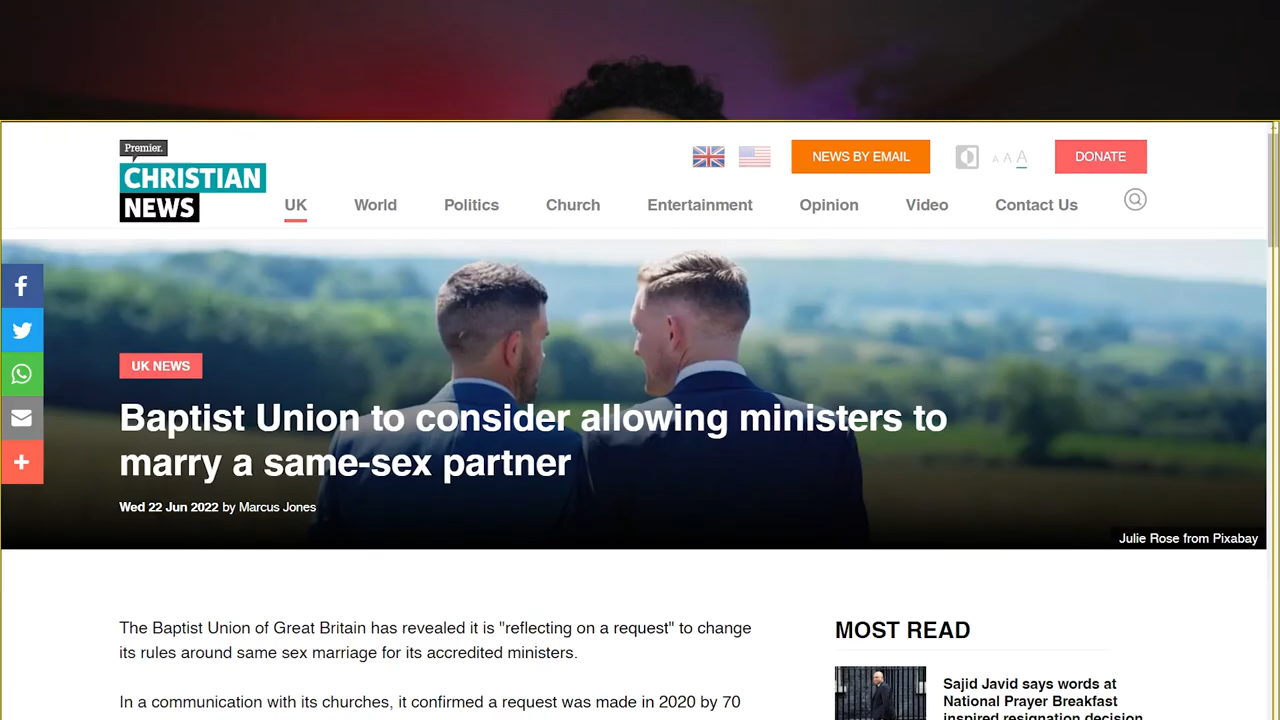 Premier.
CHRISTIAN
NEWS
NEWS BY EMAIL
A A A
DONATE
UK
World
Politics
Church
Entertainment
Opinion
Video
Contact Us
UK NEWS
Baptist Union to consider allowing ministers to
marry a same-sex partner
Wed 22 Jun 2022 by Marcus Jones
Julie Rose from Pixabay
The Baptist Union of Great Britain has revealed it is "reflecting on a request" to change
its rules around same sex marriage for its accredited ministers.
In a communication with its churches, it confirmed a request was made in 2020 by 70
MOST READ
Sajid Javid says words at
National Prayer Breakfast
inspired resignation decision